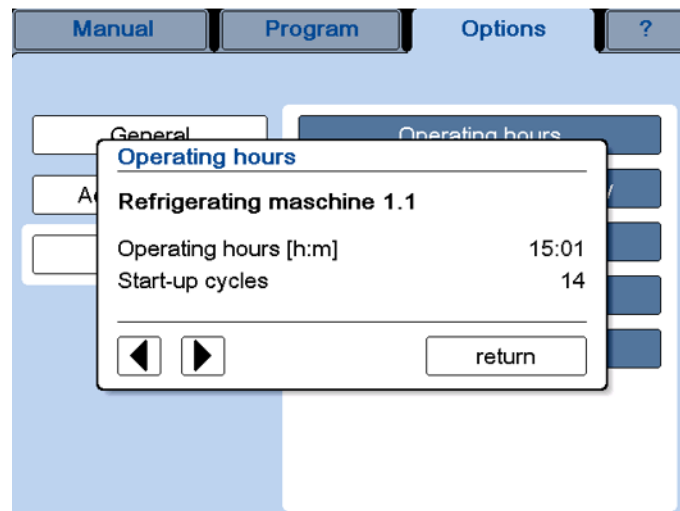 Manual Program Options ?
General Operating hours
Operating hours
Refrigerating maschine 1.1
Operating hours [h:m] 15:01
Start-up cycles 14
return